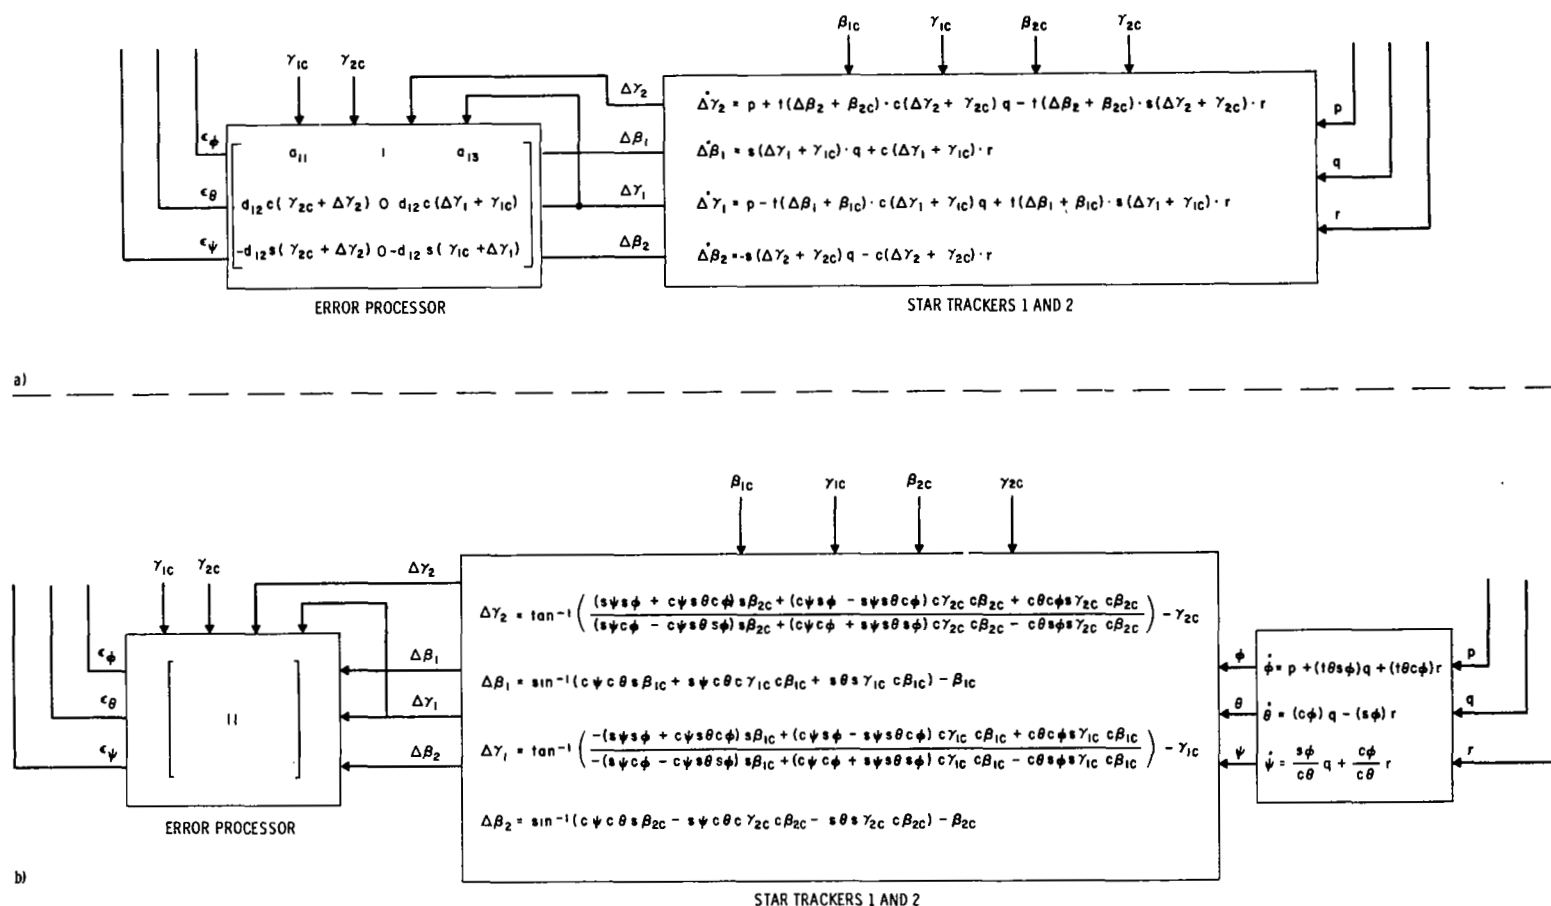 β1C γ1C β2C γ2C
γ1C γ2C
Δγ2
Δγ̇2 = p + t(Δβ2 + β2C) · c(Δγ2 + γ2C) q − t(Δβ2 + β2C) · s(Δγ2 + γ2C) · r
p
ϵϕ
a11 1 a13
Δβ1
Δβ̇1 = s(Δγ1 + γ1C) · q + c(Δγ1 + γ1C) · r
q
ϵθ
d12 c( γ2C + Δγ2) 0 d12 c(Δγ1 + γ1C)
Δγ1
Δγ̇1 = p − t(Δβ1 + β1C) · c(Δγ1 + γ1C) q + t(Δβ1 + β1C) · s(Δγ1 + γ1C) · r
r
ϵψ
-d12 s( γ2C + Δγ2) 0 -d12 s( γ1C + Δγ1)
Δβ2
Δβ̇2 = -s(Δγ2 + γ2C) q − c(Δγ2 + γ2C) · r
ERROR PROCESSOR
STAR TRACKERS 1 AND 2
a)
β1C γ1C β2C γ2C
γ1C γ2C
Δγ2
Δγ2 = tan−1 ( (sψsϕ + cψsθcϕ) sβ2C + (cψsϕ − sψsθcϕ) cγ2C cβ2C + cθcϕsγ2C cβ2C / (sψcϕ − cψsθsϕ) sβ2C + (cψcϕ + sψsθsϕ) cγ2C cβ2C − cθsϕsγ2C cβ2C ) − γ2C
ϵϕ
Δβ1
Δβ1 = sin−1 (cψcθsβ1C + sψcθcγ1C cβ1C + sθsγ1C cβ1C) − β1C
ϕ
ϕ̇ = p + (tθsϕ) q + (tθcϕ) r
p
ϵθ
II
Δγ1
Δγ1 = tan−1 ( −(sψsϕ + cψsθcϕ) sβ1C + (cψsϕ − sψsθcϕ) cγ1C cβ1C + cθcϕsγ1C cβ1C / −(sψcϕ − cψsθsϕ) sβ1C + (cψcϕ + sψsθsϕ) cγ1C cβ1C − cθsϕsγ1C cβ1C ) − γ1C
θ
θ̇ = (cϕ) q − (sϕ) r
q
ϵψ
Δβ2
Δβ2 = sin−1 (cψcθsβ2C − sψcθcγ2C cβ2C − sθsγ2C cβ2C) − β2C
ψ
ψ̇ = sϕ/cθ q + cϕ/cθ r
r
ERROR PROCESSOR
b)
STAR TRACKERS 1 AND 2